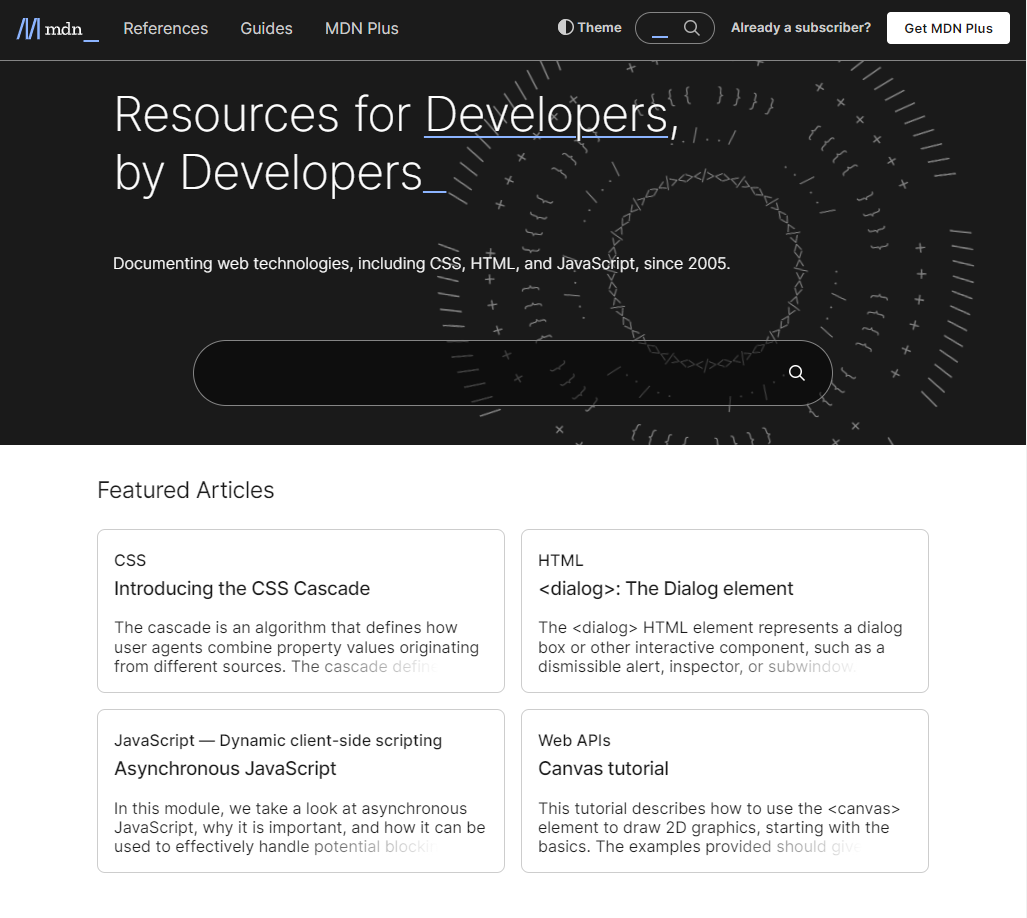 mdn_
References
Guides
MDN Plus
Theme
Already a subscriber?
Get MDN Plus
Resources for Developers,
by Developers_
Documenting web technologies, including CSS, HTML, and JavaScript, since 2005.
Featured Articles
CSS
Introducing the CSS Cascade
The cascade is an algorithm that defines how
user agents combine property values originating
from different sources. The cascade defin
HTML
<dialog>: The Dialog element
The <dialog> HTML element represents a dialog
box or other interactive component, such as a
dismissible alert, inspector, or subwindow.
JavaScript — Dynamic client-side scripting
Asynchronous JavaScript
In this module, we take a look at asynchronous
JavaScript, why it is important, and how it can be
used to effectively handle potential blockin
Web APIs
Canvas tutorial
This tutorial describes how to use the <canvas>
element to draw 2D graphics, starting with the
basics. The examples provided should give